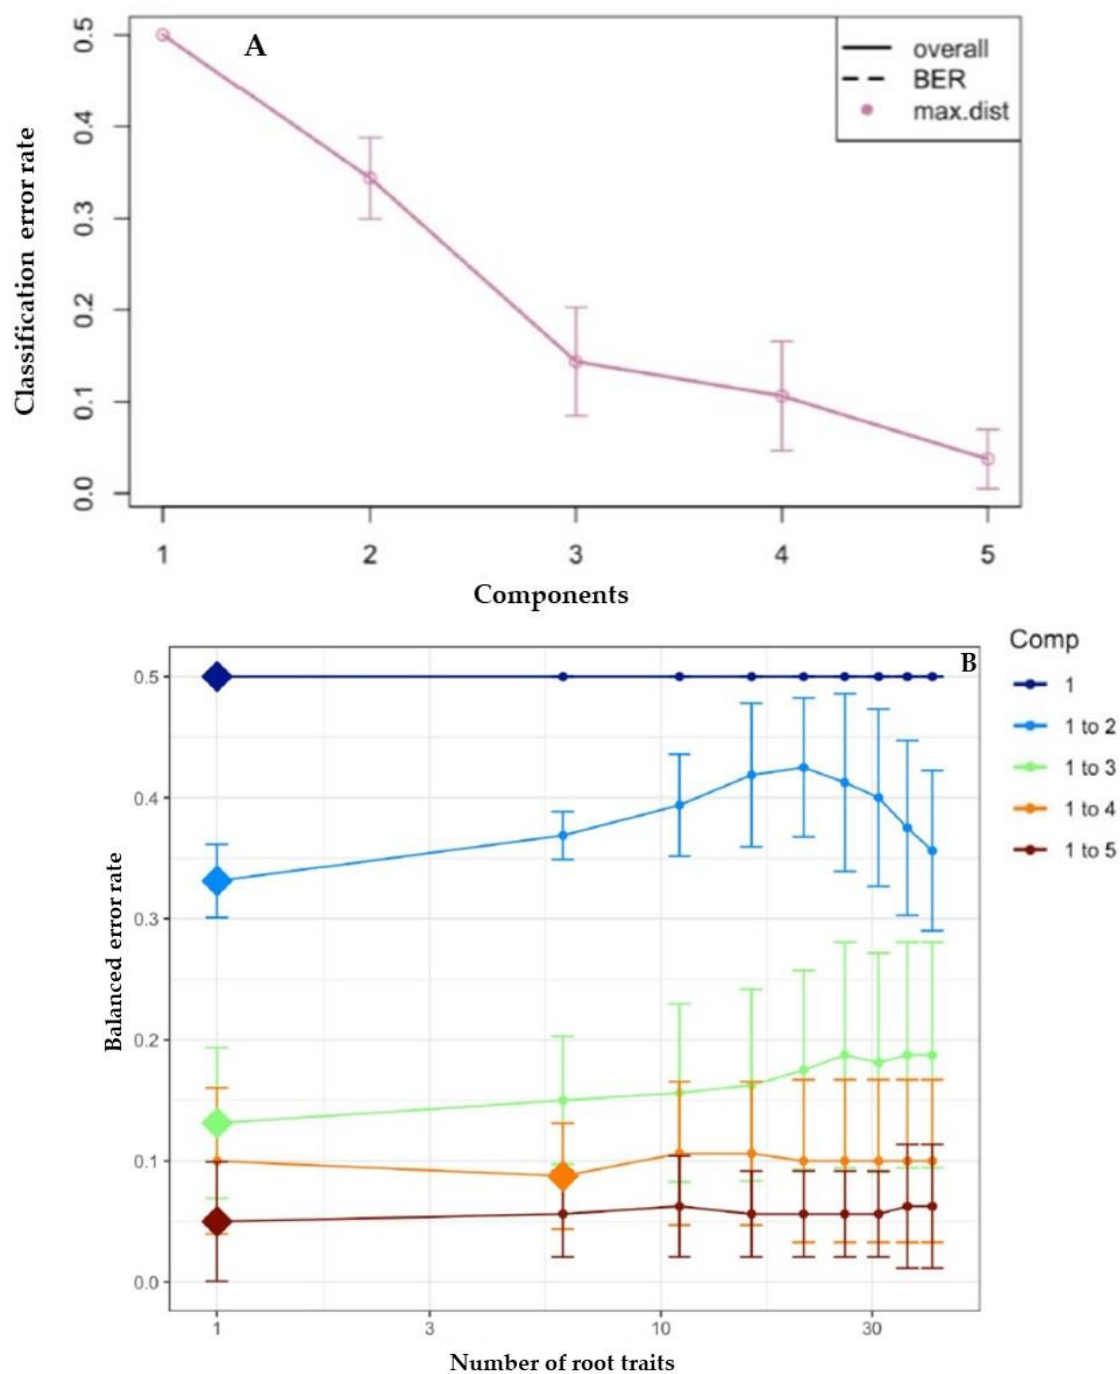 A
overall
BER
max.dist
Classification error rate
0.5
0.4
0.3
0.2
0.1
0.0
1 2 3 4 5
Components
B
Comp
1
1 to 2
1 to 3
1 to 4
1 to 5
Balanced error rate
0.5
0.4
0.3
0.2
0.1
0.0
1 3 10 30
Number of root traits